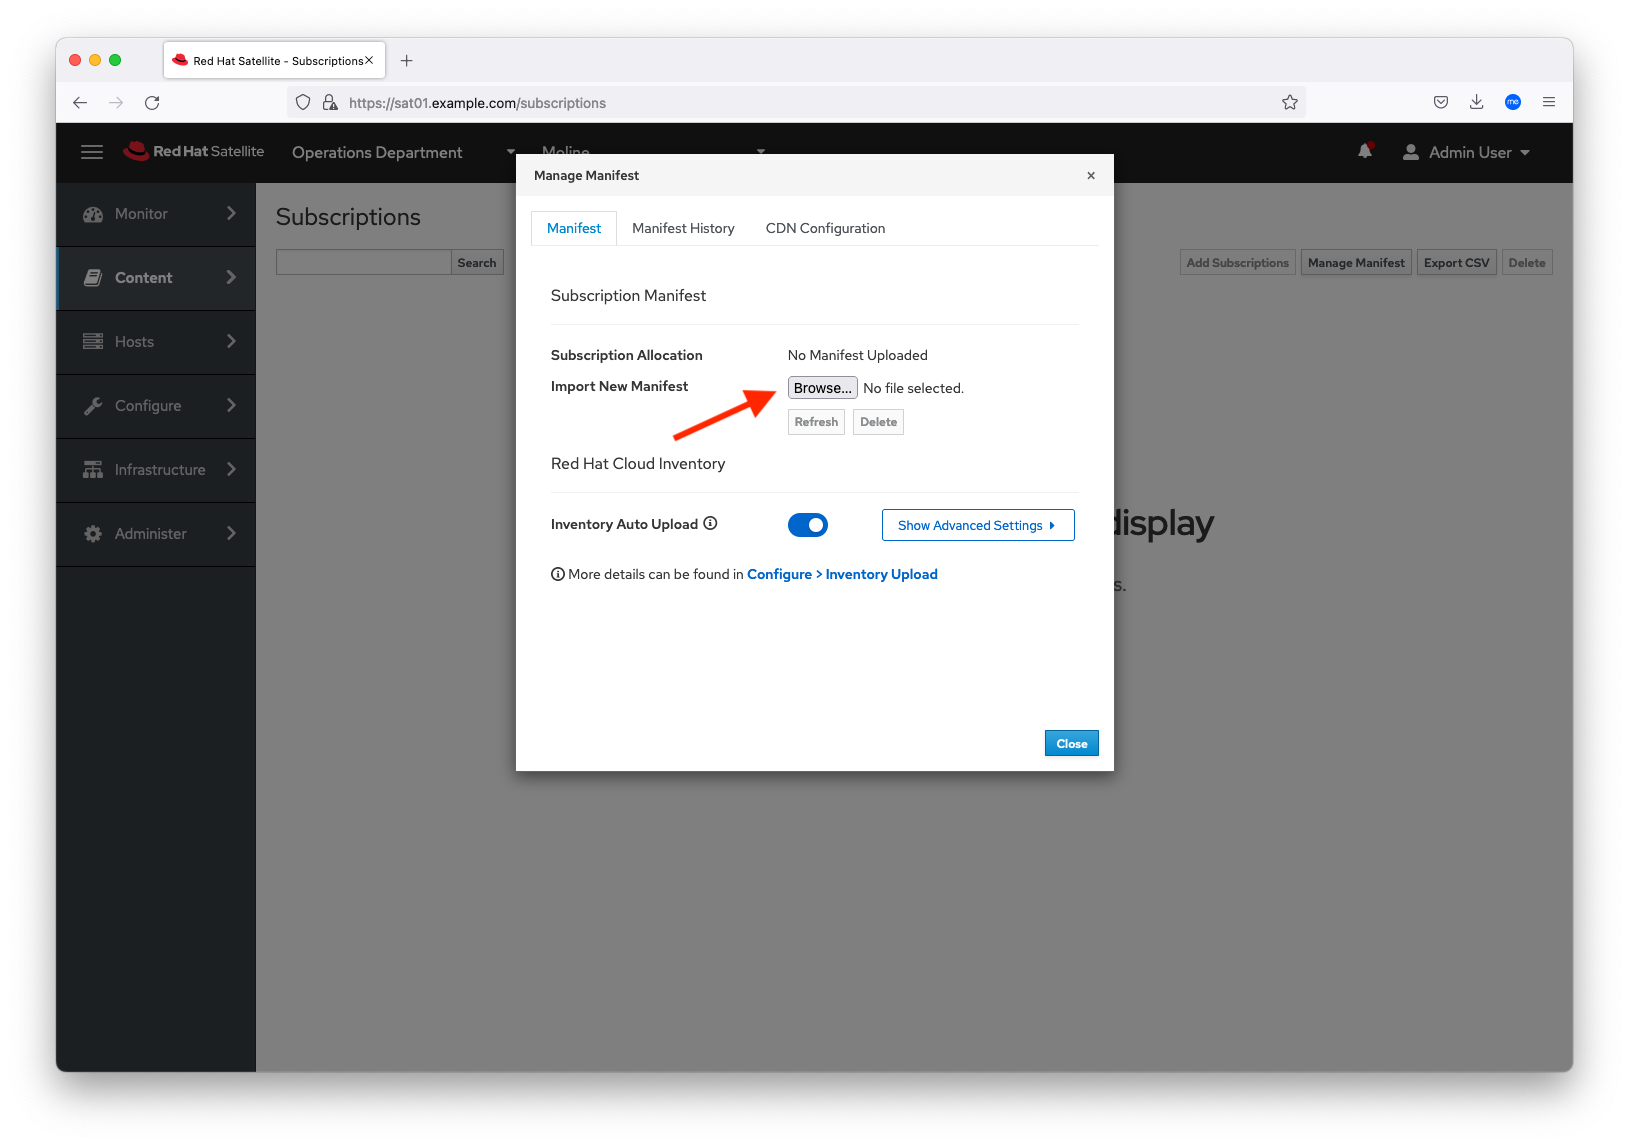 Red Hat Satellite - Subscriptions
https://sat01.example.com/subscriptions
me
Red Hat Satellite
Operations Department
Moline
Admin User
Monitor
Content
Hosts
Configure
Infrastructure
Administer
Subscriptions
Search
Add Subscriptions
Manage Manifest
Export CSV
Delete
Manage Manifest
Manifest
Manifest History
CDN Configuration
Subscription Manifest
Subscription Allocation
No Manifest Uploaded
Import New Manifest
Browse...
No file selected.
Refresh
Delete
Red Hat Cloud Inventory
Inventory Auto Upload
Show Advanced Settings
More details can be found in Configure > Inventory Upload
Close
display
s.